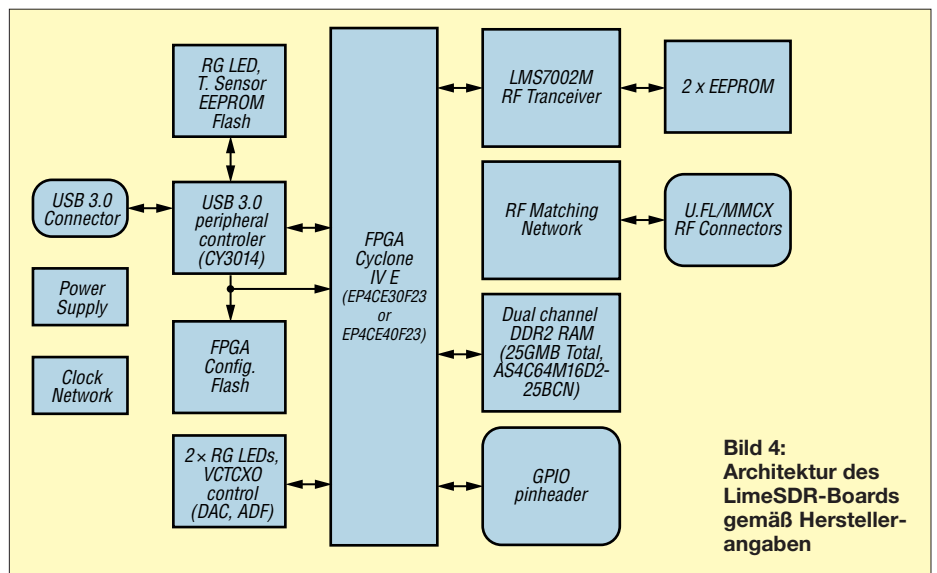 RG LED,
T. Sensor
EEPROM
Flash
USB 3.0
Connector
USB 3.0
peripheral
controler
(CY3014)
Power
Supply
FPGA
Config.
Flash
Clock
Network
2× RG LEDs,
VCTCXO
control
(DAC, ADF)
FPGA
Cyclone
IV E
(EP4CE30F23
or
EP4CE40F23)
LMS7002M
RF Tranceiver
2 x EEPROM
RF Matching
Network
U.FL/MMCX
RF Connectors
Dual channel
DDR2 RAM
(25GMB Total,
AS4C64M16D2-
25BCN)
GPIO
pinheader
Bild 4:
Architektur des
LimeSDR-Boards
gemäß Hersteller-
angaben